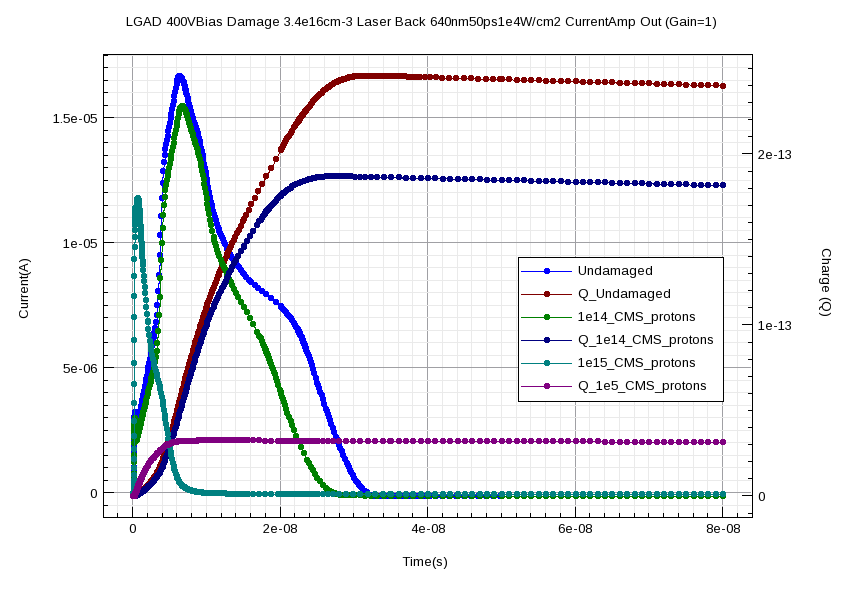 LGAD 400VBias Damage 3.4e16cm-3 Laser Back 640nm50ps1e4W/cm2 CurrentAmp Out (Gain=1)
1.5e-05
1e-05
5e-06
0
Current(A)
2e-13
1e-13
0
Charge (Q)
Undamaged
Q_Undamaged
1e14_CMS_protons
Q_1e14_CMS_protons
1e15_CMS_protons
Q_1e5_CMS_protons
0 2e-08 4e-08 6e-08 8e-08
Time(s)